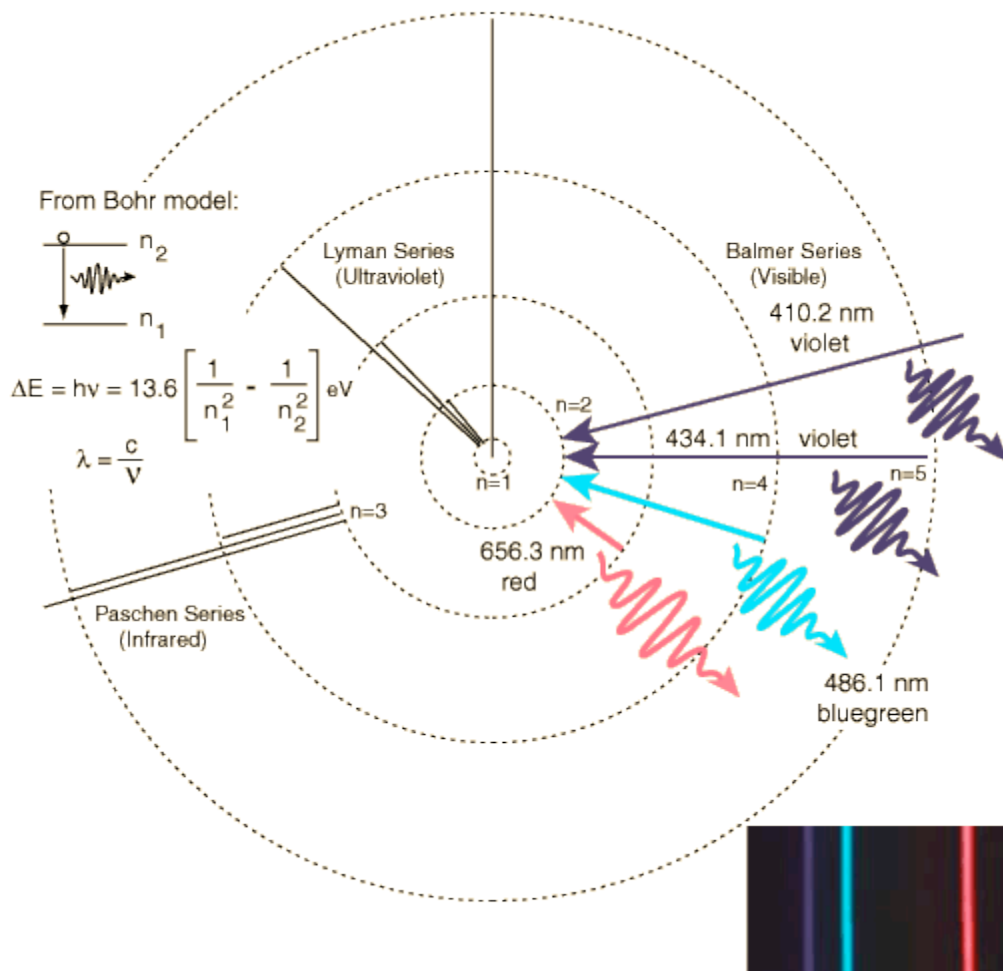 From Bohr model:
n₂
n₁
ΔE = hν = 13.6 [ 1/n₁² - 1/n₂² ] eV
λ = c/ν
Lyman Series
(Ultraviolet)
Balmer Series
(Visible)
410.2 nm
violet
n=2
434.1 nm violet
n=1
n=4
n=5
n=3
656.3 nm
red
Paschen Series
(Infrared)
486.1 nm
bluegreen